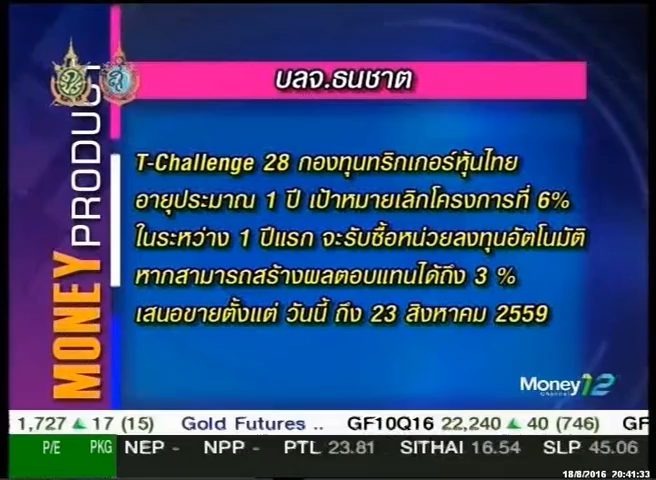 บลจ.ธนชาต
MONEY PRODUCT
T-Challenge 28 กองทุนทริกเกอร์หุ้นไทย
อายุประมาณ 1 ปี เป้าหมายเลิกโครงการที่ 6%
ในระหว่าง 1 ปีแรก จะรับซื้อหน่วยลงทุนอัตโนมัติ
หากสามารถสร้างผลตอบแทนได้ถึง 3 %
เสนอขายตั้งแต่ วันนี้ ถึง 23 สิงหาคม 2559
Money Channel 12
1,727 ▲ 17 (15) Gold Futures .. GF10Q16 22,240 ▲ 40 (746) GF
P/E PKG NEP - NPP - PTL 23.81 SITHAI 16.54 SLP 45.06
18/8/2016 20:41:33